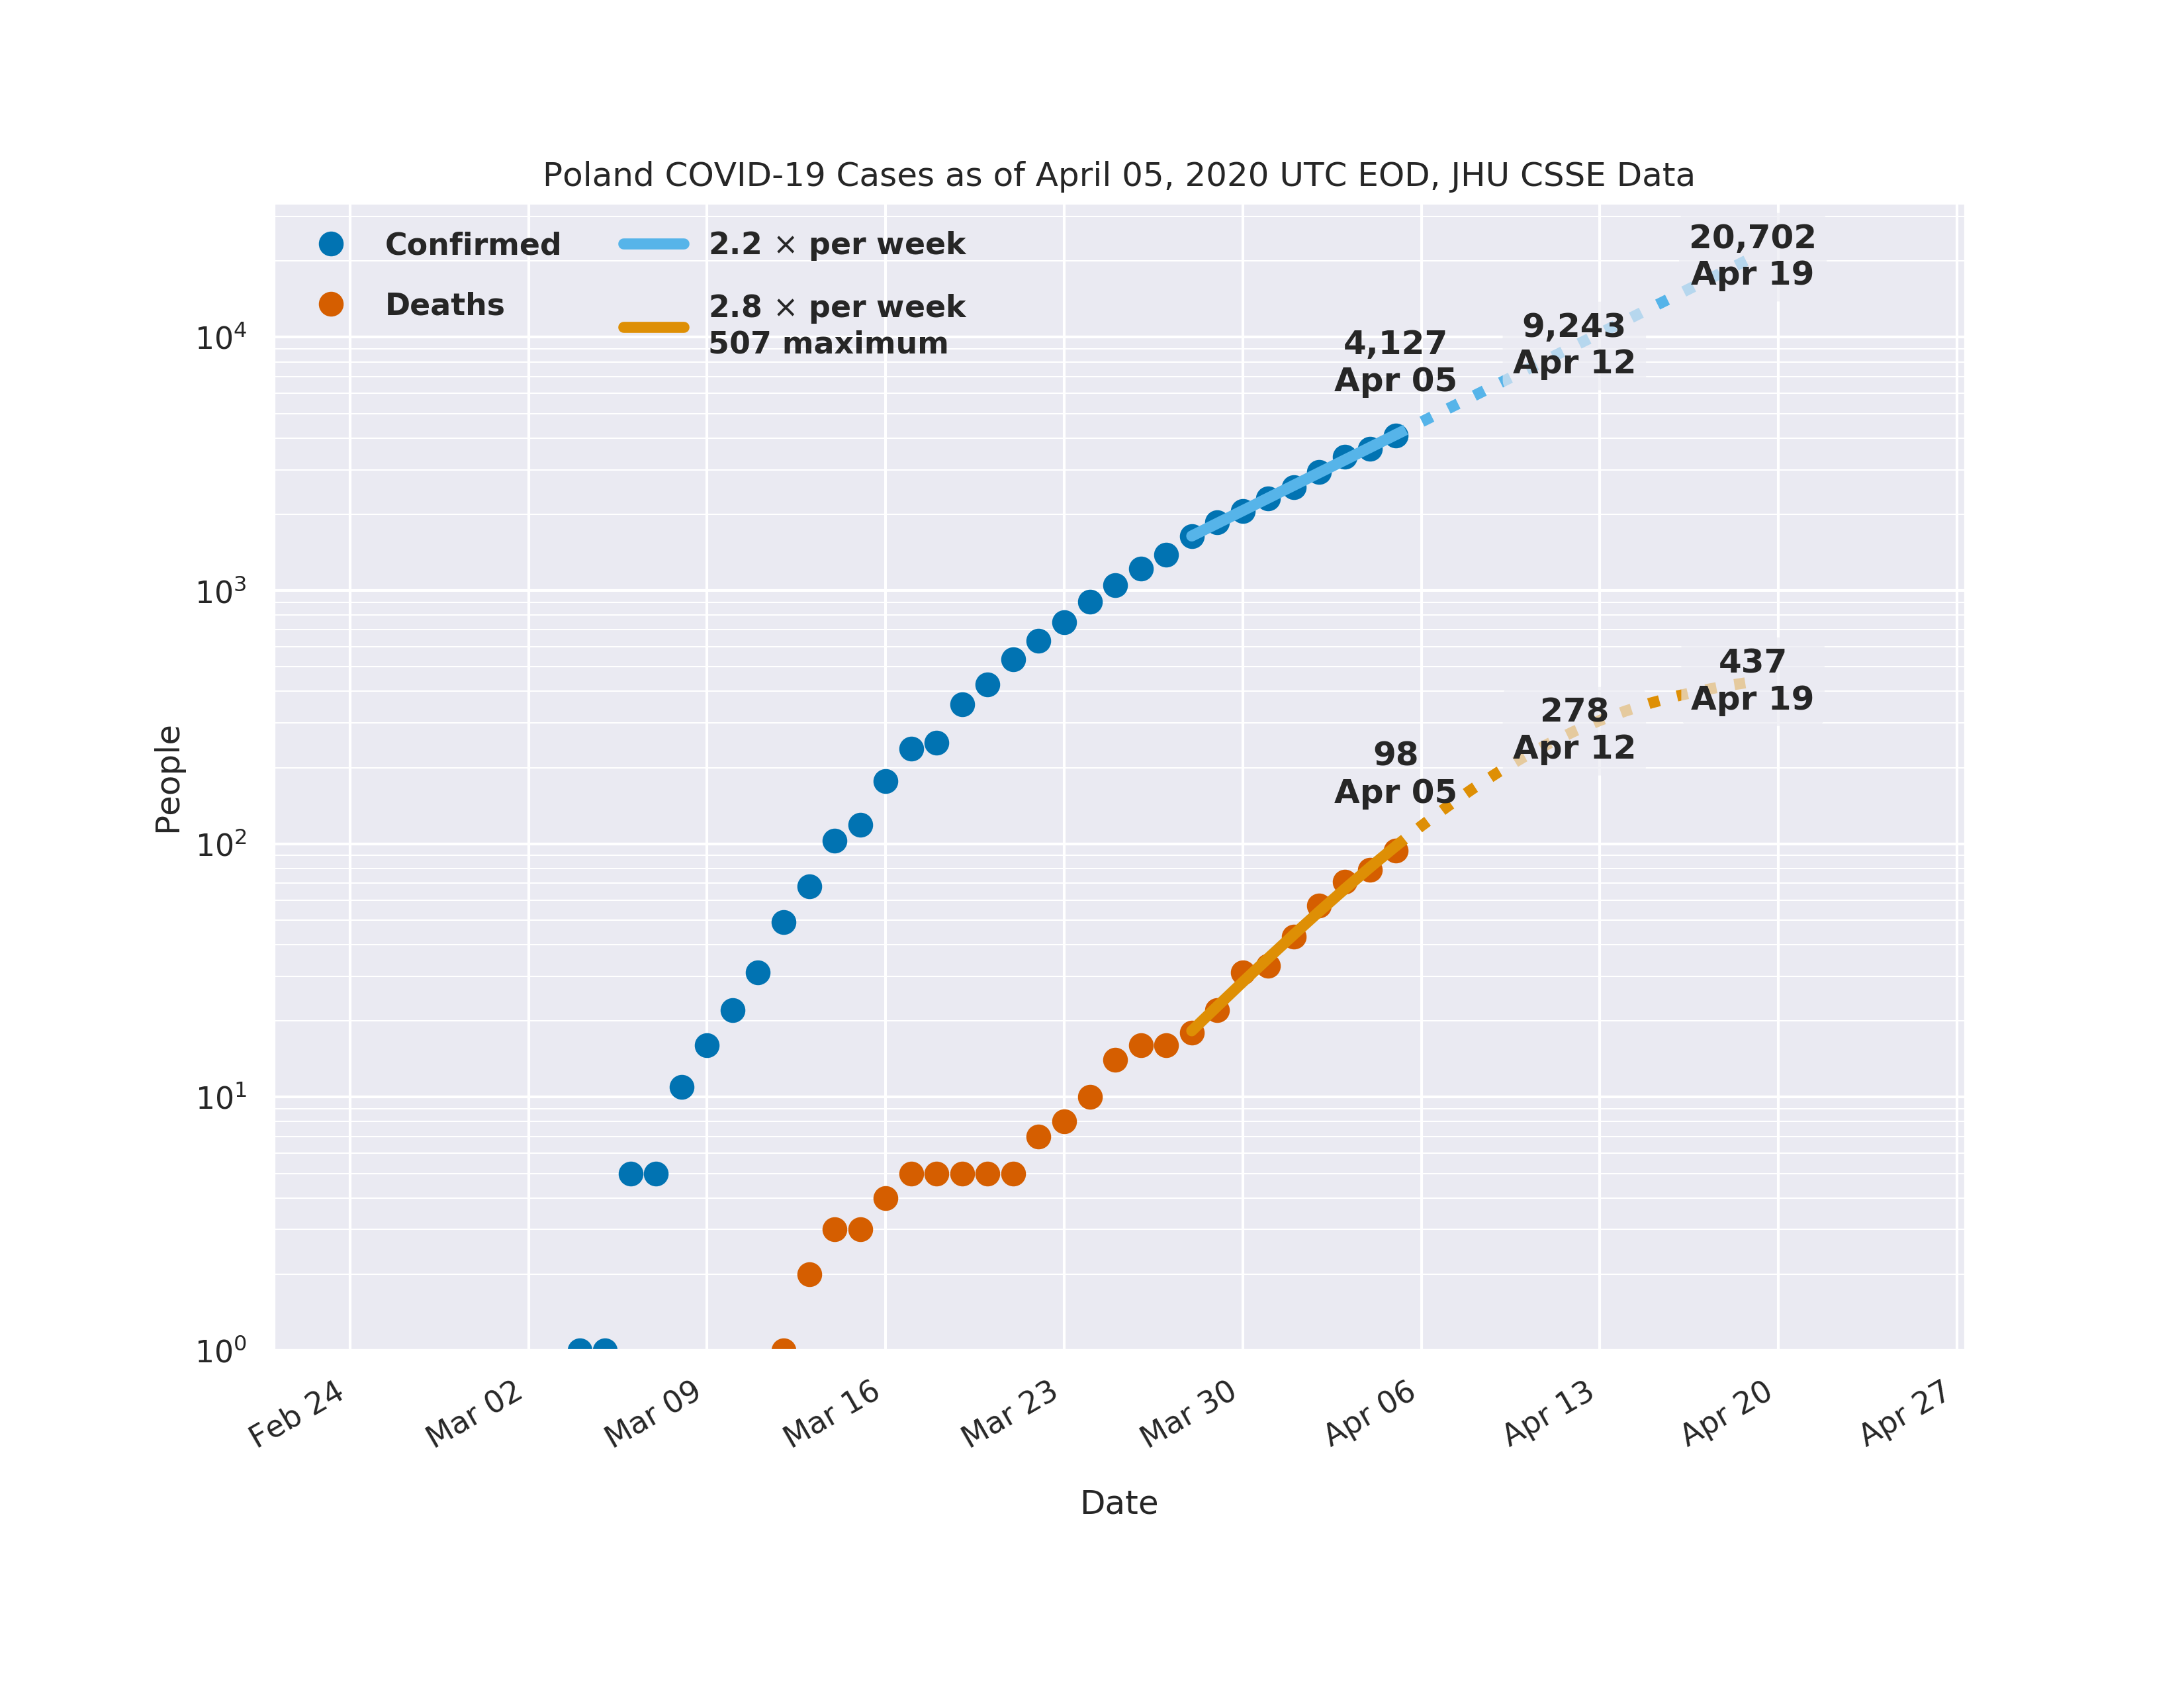 Poland COVID-19 Cases as of April 05, 2020 UTC EOD, JHU CSSE Data
Confirmed
Deaths
2.2 × per week
2.8 × per week
507 maximum
20,702
Apr 19
9,243
Apr 12
4,127
Apr 05
437
Apr 19
278
Apr 12
98
Apr 05
People
10⁴
10³
10²
10¹
10⁰
Feb 24
Mar 02
Mar 09
Mar 16
Mar 23
Mar 30
Apr 06
Apr 13
Apr 20
Apr 27
Date